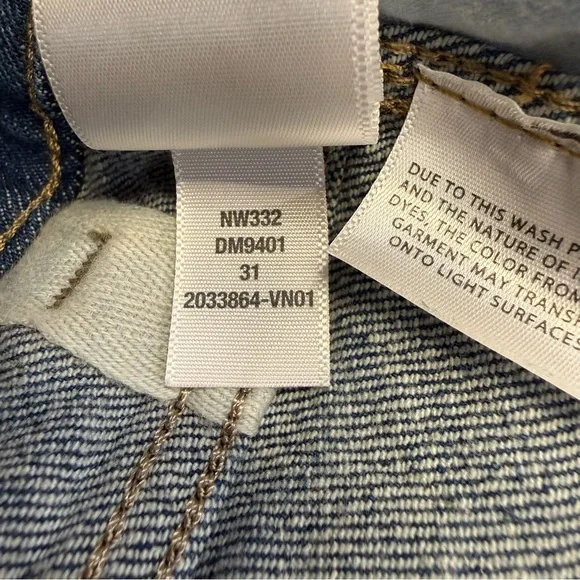 NW332
DM9401
31
2033864-VN01
DUE TO THIS WASH
AND THE NATURE OF
DYES, THE COLOR FROM
GARMENT MAY
ONTO LIGHT SURFACES